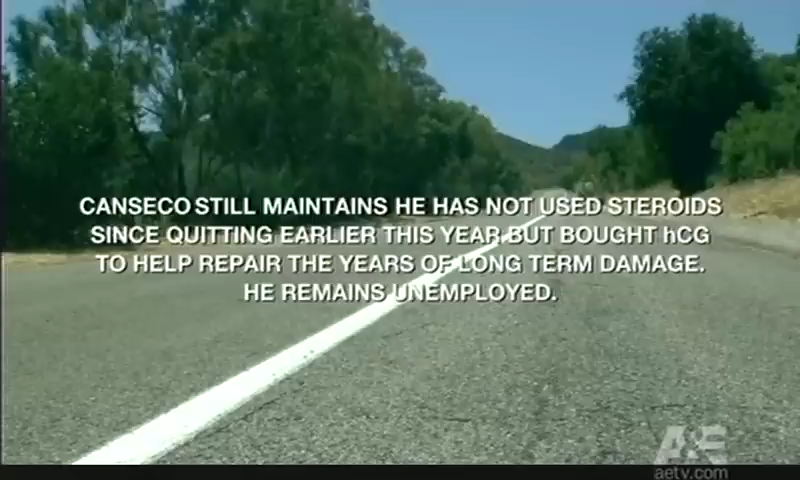 CANSECO STILL MAINTAINS HE HAS NOT USED STEROIDS
SINCE QUITTING EARLIER THIS YEAR BUT BOUGHT hCG
TO HELP REPAIR THE YEARS OF LONG TERM DAMAGE.
HE REMAINS UNEMPLOYED.
A&E
aetv.com